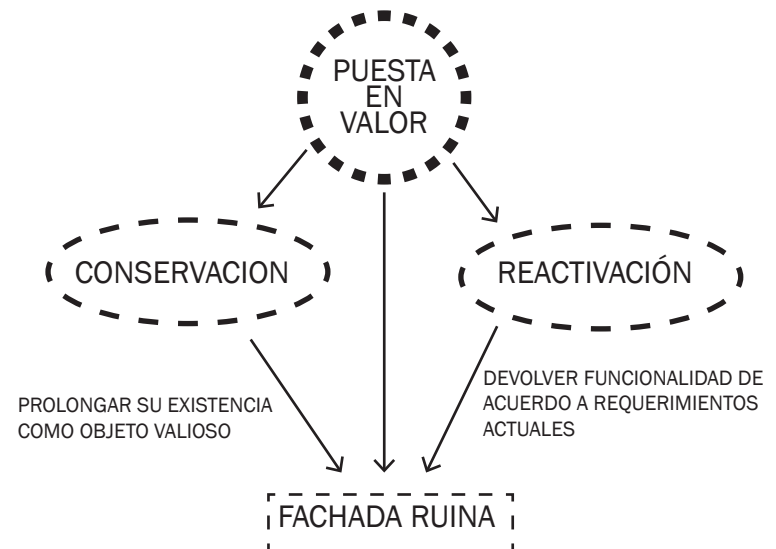 PUESTA
EN
VALOR
CONSERVACION
REACTIVACIÓN
PROLONGAR SU EXISTENCIA
COMO OBJETO VALIOSO
DEVOLVER FUNCIONALIDAD DE
ACUERDO A REQUERIMIENTOS
ACTUALES
FACHADA RUINA